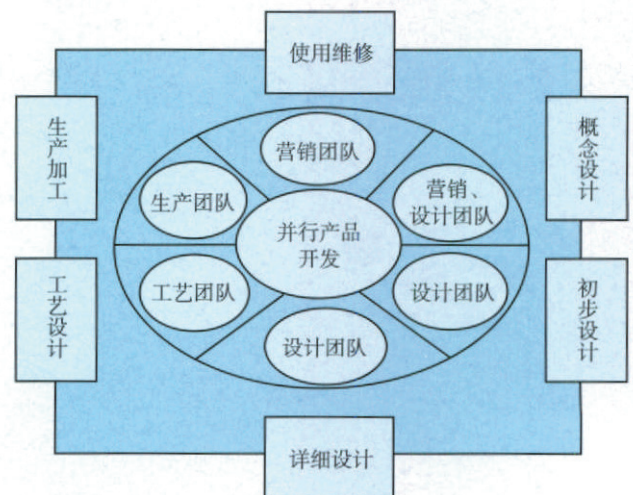 使用维修
生产加工
概念设计
营销团队
生产团队
营销、
设计团队
并行产品
开发
工艺团队
设计团队
设计团队
工艺设计
初步设计
详细设计